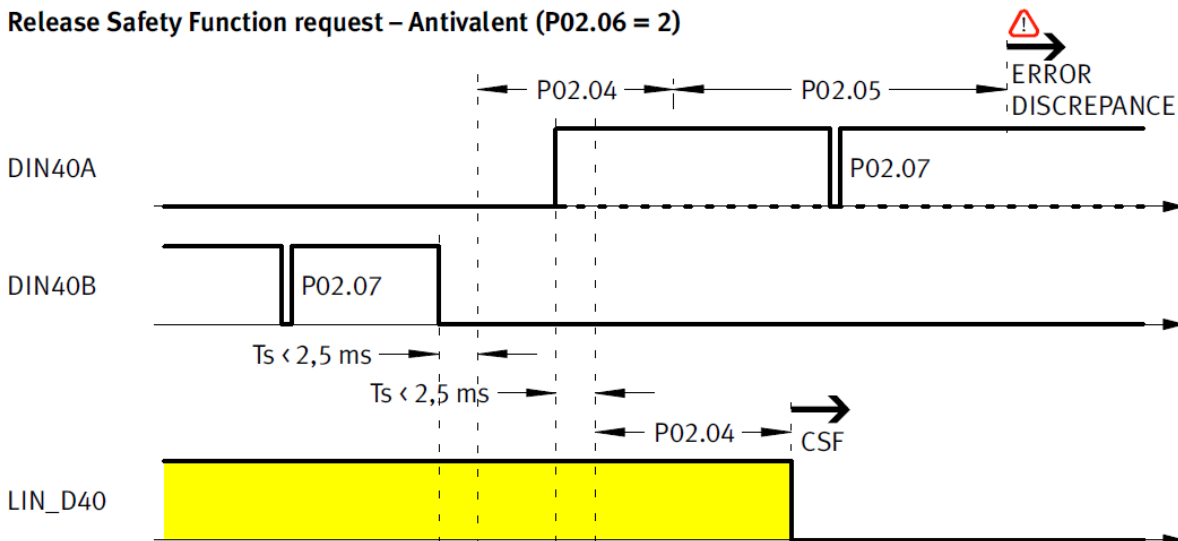 Release Safety Function request – Antivalent (P02.06 = 2)
P02.04
P02.05
ERROR
DISCREPANCE
DIN40A
P02.07
DIN40B
P02.07
Ts < 2,5 ms
Ts < 2,5 ms
P02.04
CSF
LIN_D40